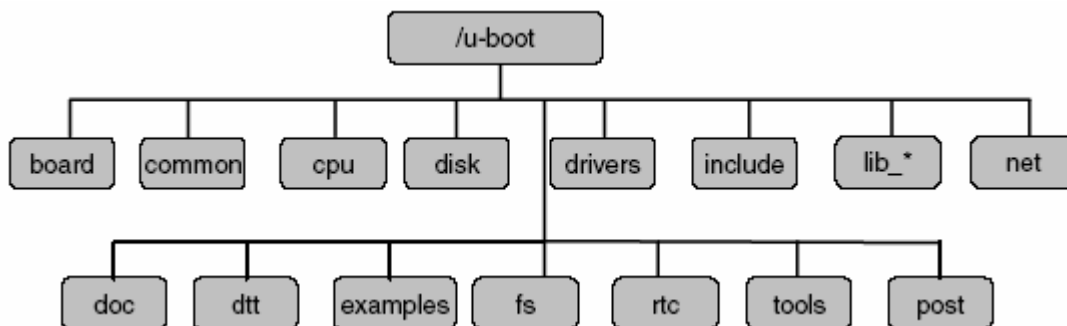 /u-boot
board common cpu disk drivers include lib_* net
doc dtt examples fs rtc tools post